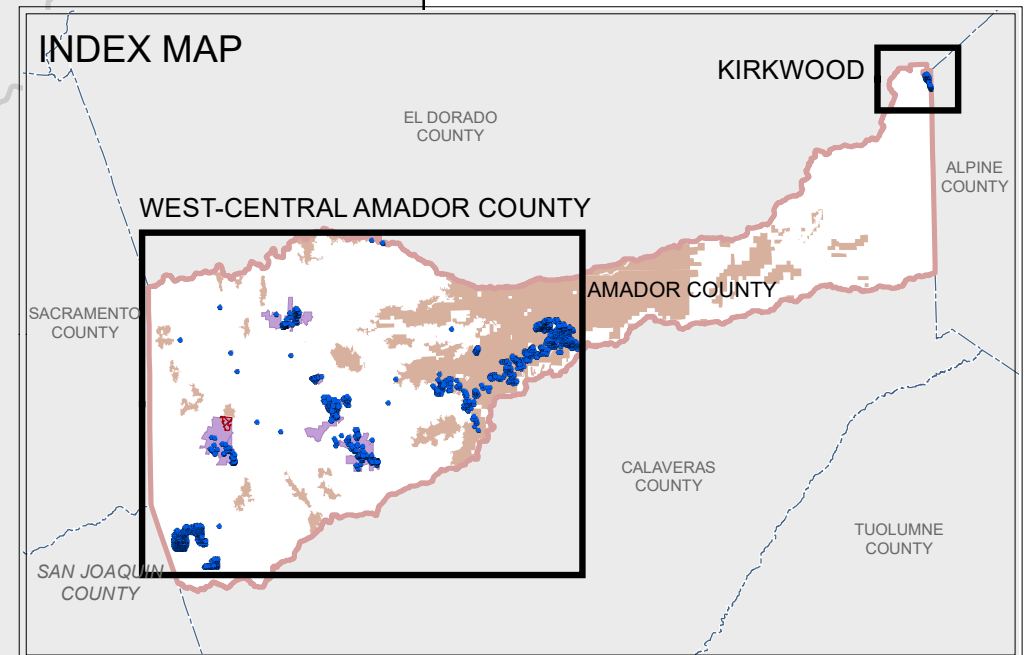 INDEX MAP
KIRKWOOD
EL DORADO
COUNTY
ALPINE
COUNTY
WEST-CENTRAL AMADOR COUNTY
AMADOR COUNTY
SACRAMENTO
COUNTY
CALAVERAS
COUNTY
TUOLUMNE
COUNTY
SAN JOAQUIN
COUNTY